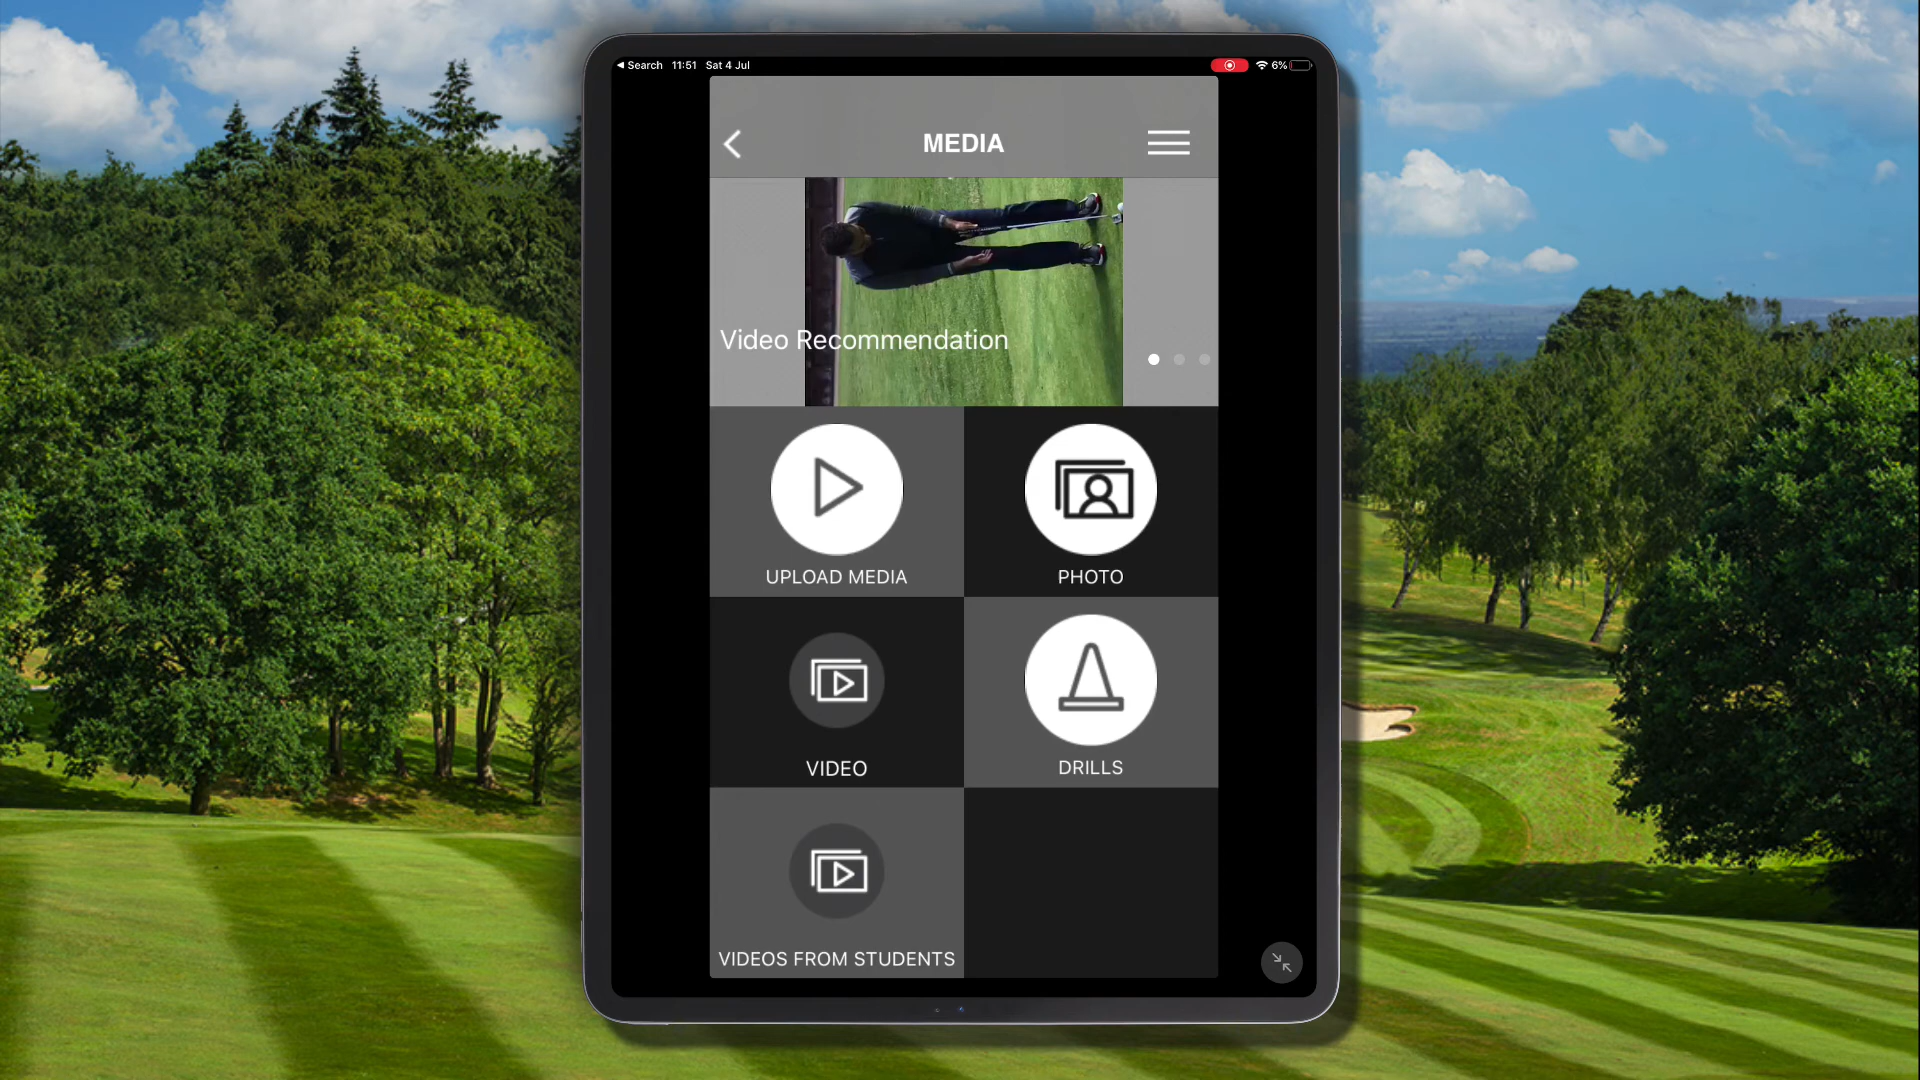 Search 11:51 Sat 4 Jul 6%
MEDIA
Video Recommendation
UPLOAD MEDIA
PHOTO
VIDEO
DRILLS
VIDEOS FROM STUDENTS